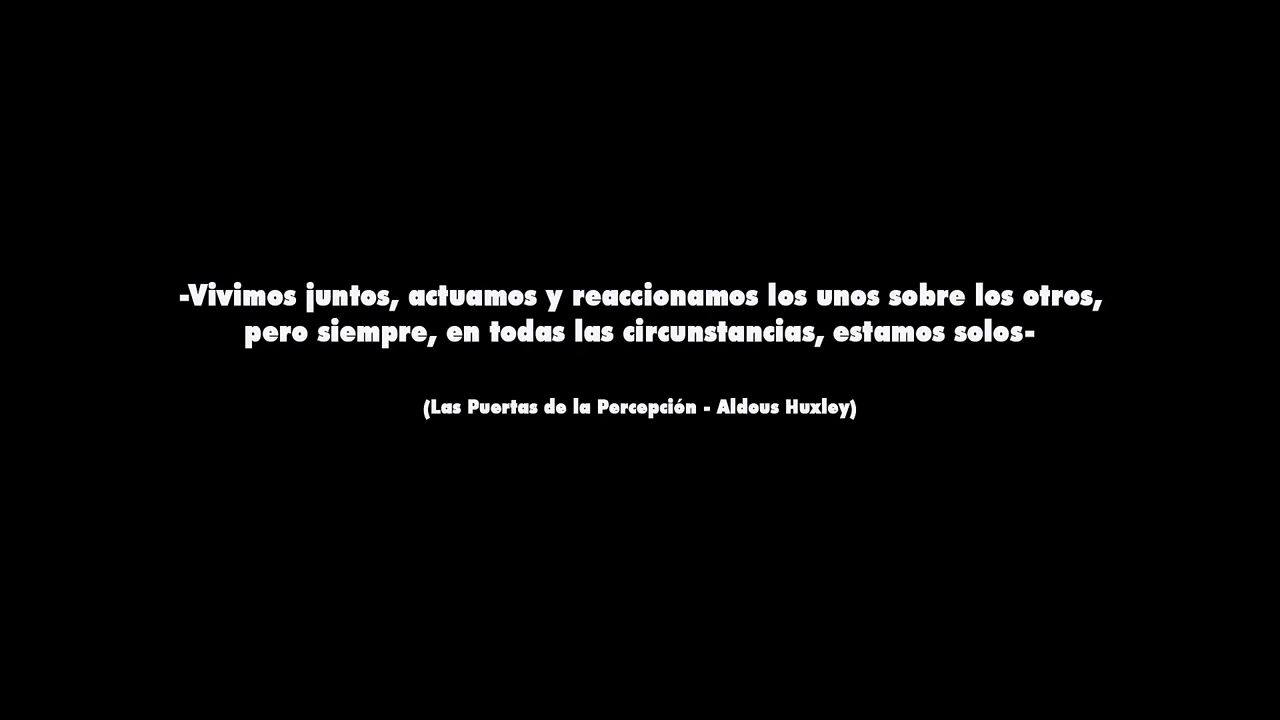 -Vivimos juntos, actuamos y reaccionamos los unos sobre los otros,
pero siempre, en todas las circunstancias, estamos solos-
(Las Puertas de la Percepción - Aldous Huxley)